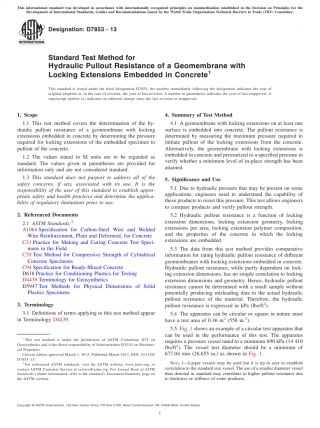 This international standard was developed in accordance with internationally recognized principles on standardization established in the Decision on Principles for the
Development of International Standards, Guides and Recommendations issued by the World Trade Organization Technical Barriers to Trade (TBT) Committee.
Designation: D7853 − 13
INTERNATIONAL
Standard Test Method for
Hydraulic Pullout Resistance of a Geomembrane with
Locking Extensions Embedded in Concrete1
This standard is issued under the fixed designation D7853; the number immediately following the designation indicates the year of
original adoption or, in the case of revision, the year of last revision. A number in parentheses indicates the year of last reapproval. A
superscript epsilon (ε) indicates an editorial change since the last revision or reapproval.
1. Scope
1.1 This test method covers the determination of the hy-
draulic pullout resistance of a geomembrane with locking
extensions embedded in concrete by determining the pressure
required for locking extensions of the embedded specimen to
pullout of the concrete.
1.2 The values stated in SI units are to be regarded as
standard. The values given in parentheses are provided for
information only and are not considered standard.
1.3 This standard does not purport to address all of the
safety concerns, if any, associated with its use. It is the
responsibility of the user of this standard to establish appro-
priate safety and health practices and determine the applica-
bility of regulatory limitations prior to use.
2. Referenced Documents
2.1 ASTM Standards:2
A1064 Specification for Carbon-Steel Wire and Welded
Wire Reinforcement, Plain and Deformed, for Concrete
C31 Practice for Making and Curing Concrete Test Speci-
mens in the Field
C39 Test Method for Compressive Strength of Cylindrical
Concrete Specimens
C94 Specification for Ready-Mixed Concrete
D618 Practice for Conditioning Plastics for Testing
D4439 Terminology for Geosynthetics
D5947 Test Methods for Physical Dimensions of Solid
Plastics Specimens
3. Terminology
3.1 Definitions of terms applying to this test method appear
in Terminology D4439.
1 This test method is under the jurisdiction of ASTM Committee D35 on
Geosynthetics and is the direct responsibility of Subcommittee D35.10 on Geomem-
branes.
Current edition approved March 1, 2013. Published March 2013. DOI: 10.1520/
D7853-13.
2 For referenced ASTM standards, visit the ASTM website, www.astm.org, or
contact ASTM Customer Service at service@astm.org. For Annual Book of ASTM
Standards volume information, refer to the standard's Document Summary page on
the ASTM website.
4. Summary of Test Method
4.1 A geomembrane with locking extensions on at least one
surface is embedded into concrete. The pullout resistance is
determined by measuring the maximum pressure required to
initiate pullout of the locking extensions from the concrete.
Alternatively, the geomembrane with locking extensions is
embedded in concrete and pressurized to a specified pressure to
verify whether a minimum level of in-place strength has been
attained.
5. Significance and Use
5.1 Due to hydraulic pressure that may be present on some
applications, engineers need to understand the capability of
these products to resist this pressure. This test allows engineers
to compare products and verify pullout strength.
5.2 Hydraulic pullout resistance is a function of locking
extension dimensions, locking extension geometry, locking
extensions per area, locking extension polymer composition,
and the properties of the concrete in which the locking
extensions are embedded.
5.3 The data from this test method provides comparative
information for rating hydraulic pullout resistance of different
geomembranes with locking extensions embedded in concrete.
Hydraulic pullout resistance, while partly dependent on lock-
ing extension dimensions, has no simple correlation to locking
extension dimensions and geometry. Hence, hydraulic pullout
resistance cannot be determined with a small sample without
potentially producing misleading data to the actual hydraulic
pullout resistance of the material. Therefore, the hydraulic
pullout resistance is expressed in kPa (lbs/ft2).
5.4 The apparatus can be circular or square in nature must
have a test area of 0.36 m2 (558 in.2).
5.5 Fig. 1 shows an example of a circular test apparatus that
can be used in the performance of this test. The apparatus
requires a pressure vessel rated to a minimum 690 kPa (14 410
lbs/ft2). The vessel test diameter should be a minimum of
677.04 mm (26.655 in.) as shown in Fig. 1.
NOTE 1—Larger vessels may be used but it is up to user to establish
correlation to the standard size vessel. The use of a smaller diameter vessel
than denoted in standard may contribute to higher pullout resistance due
to thickness or stiffness of some products.
Copyright © ASTM International, 100 Barr Harbor Drive, PO Box C700, West Conshohocken, PA 19428-2959. United States
1